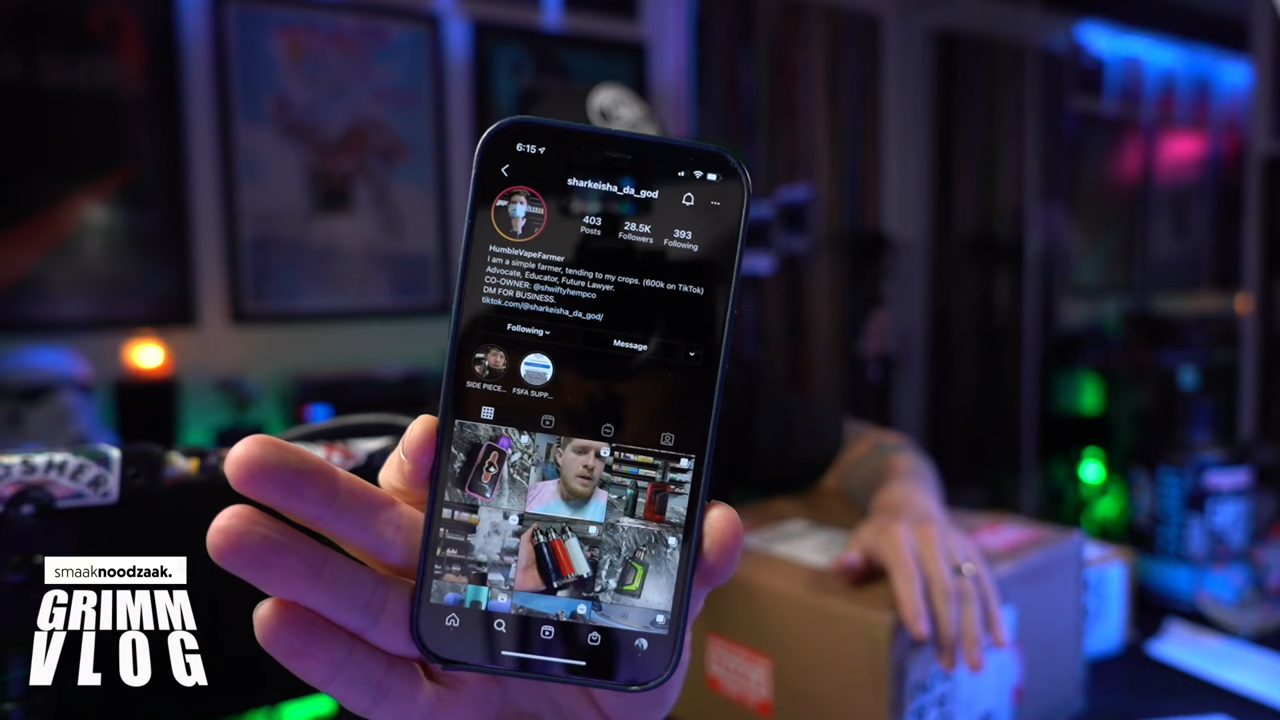 6:15
sharkeisha_da_god
403
Posts
28.5K
Followers
393
Following
HumbleVapeFarmer
I am a simple farmer, tending to my crops. (600k on TikTok)
Advocate, Educator, Future Lawyer.
CO-OWNER: @shwiftyhempco
DM FOR BUSINESS.
tiktok.com/@sharkeisha_da_god/
Following
Message
SIDE PIECE...
FSFA SUPP...
smaaknoodzaak.
GRIMM
VLOG